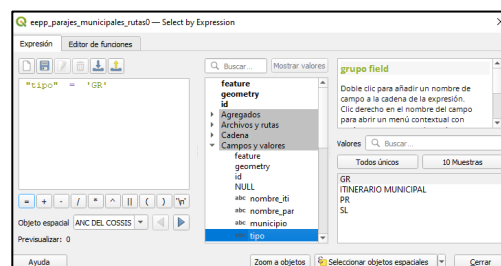 eepp_parajes_municipales_rutas0 — Select by Expression
Expresión Editor de funciones
"tipo" = 'GR'
= + - / * ^ || ( ) '\n'
Objeto espacial ANC DEL COSSIS
Previsualizar: 0
Buscar... Mostrar valores
feature
geometry
id
Agregados
Archivos y rutas
Cadena
Campos y valores
feature
geometry
id
NULL
abc nombre_iti
abc nombre_par
abc municipio
abc tipo
grupo field
Doble clic para añadir un nombre de
campo a la cadena de la expresión.
Clic derecho en el nombre del campo
para abrir un menú contextual con
Valores Buscar...
Todos únicos 10 Muestras
GR
ITINERARIO MUNICIPAL
PR
SL
Ayuda Zoom a objetos Seleccionar objetos espaciales Cerrar